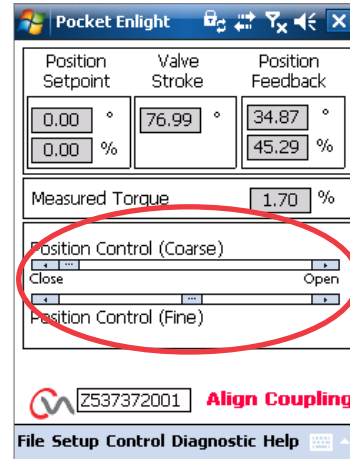 Pocket Enlight
Position Setpoint Valve Stroke Position Feedback
0.00 ° 76.99 ° 34.87 °
0.00 % 45.29 %
Measured Torque 1.70 %
Position Control (Coarse)
Close Open
Position Control (Fine)
Z537372001 Align Coupling
File Setup Control Diagnostic Help